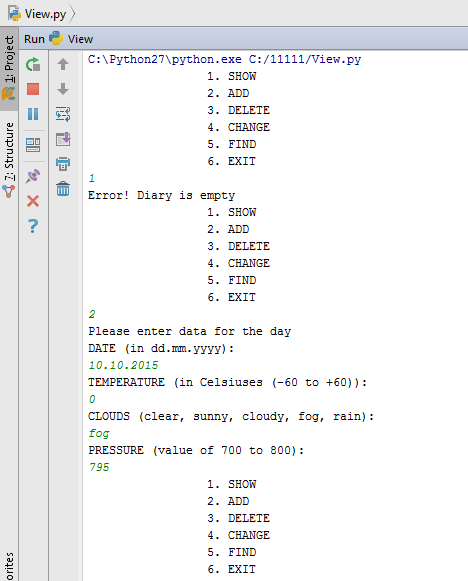 View.py
Run View
1: Project
7: Structure
orites
C:\Python27\python.exe C:/11111/View.py
1. SHOW
2. ADD
3. DELETE
4. CHANGE
5. FIND
6. EXIT
1
Error! Diary is empty
1. SHOW
2. ADD
3. DELETE
4. CHANGE
5. FIND
6. EXIT
2
Please enter data for the day
DATE (in dd.mm.yyyy):
10.10.2015
TEMPERATURE (in Celsiuses (-60 to +60)):
0
CLOUDS (clear, sunny, cloudy, fog, rain):
fog
PRESSURE (value of 700 to 800):
795
1. SHOW
2. ADD
3. DELETE
4. CHANGE
5. FIND
6. EXIT